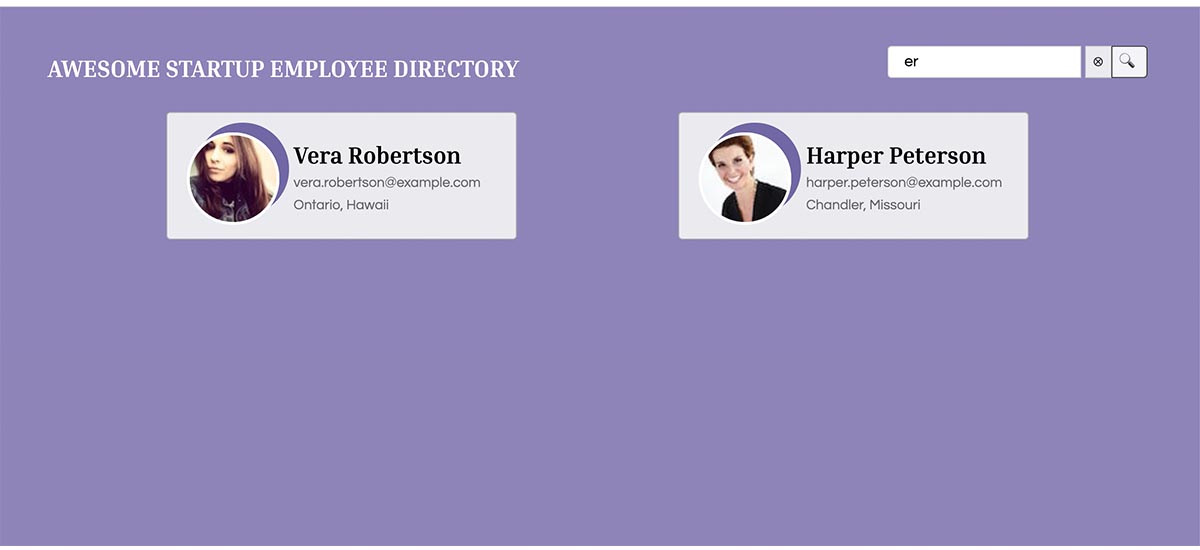 AWESOME STARTUP EMPLOYEE DIRECTORY
er
Vera Robertson
vera.robertson@example.com
Ontario, Hawaii
Harper Peterson
harper.peterson@example.com
Chandler, Missouri